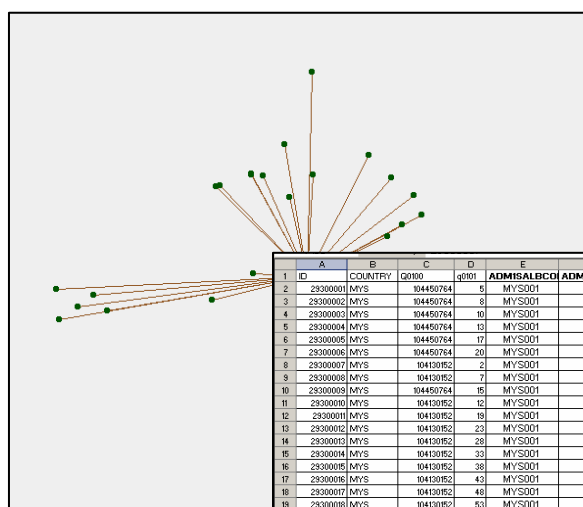 A B C D E
1 ID COUNTRY Q0100 q0101 ADM1SALBCO ADM
2 29300001 MYS 104450764 5 MYS001
3 29300002 MYS 104450764 8 MYS001
4 29300003 MYS 104450764 10 MYS001
5 29300004 MYS 104450764 13 MYS001
6 29300005 MYS 104450764 17 MYS001
7 29300006 MYS 104450764 20 MYS001
8 29300007 MYS 104130152 2 MYS001
9 29300008 MYS 104130152 7 MYS001
10 29300009 MYS 104450764 15 MYS001
11 29300010 MYS 104130152 12 MYS001
12 29300011 MYS 104130152 19 MYS001
13 29300012 MYS 104130152 23 MYS001
14 29300013 MYS 104130152 28 MYS001
15 29300014 MYS 104130152 33 MYS001
16 29300015 MYS 104130152 38 MYS001
17 29300016 MYS 104130152 43 MYS001
18 29300017 MYS 104130152 48 MYS001
19 29300018 MYS 104130152 53 MYS001